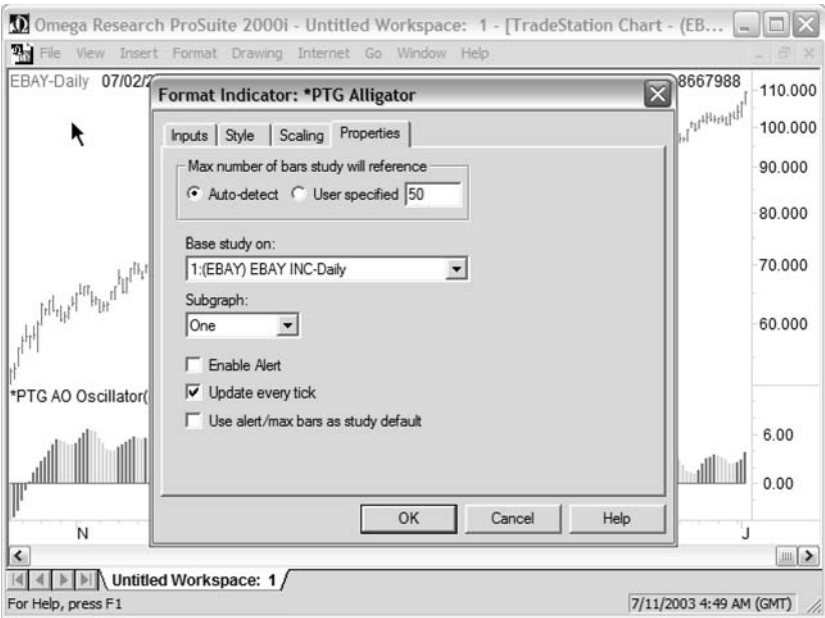 Omega Research ProSuite 2000i - Untitled Workspace: 1 - [TradeStation Chart - (EB...
File View Insert Format Drawing Internet Go Window Help
EBAY-Daily 07/02/2 8667988
Format Indicator: *PTG Alligator
110.000
Inputs Style Scaling Properties
100.000
Max number of bars study will reference
90.000
Auto-detect User specified 50
80.000
Base study on:
1:(EBAY) EBAY INC-Daily
70.000
Subgraph:
One
60.000
Enable Alert
*PTG AO Oscillator(
Update every tick
Use alert/max bars as study default
6.00
0.00
OK Cancel Help
N J
Untitled Workspace: 1
For Help, press F1 7/11/2003 4:49 AM (GMT)